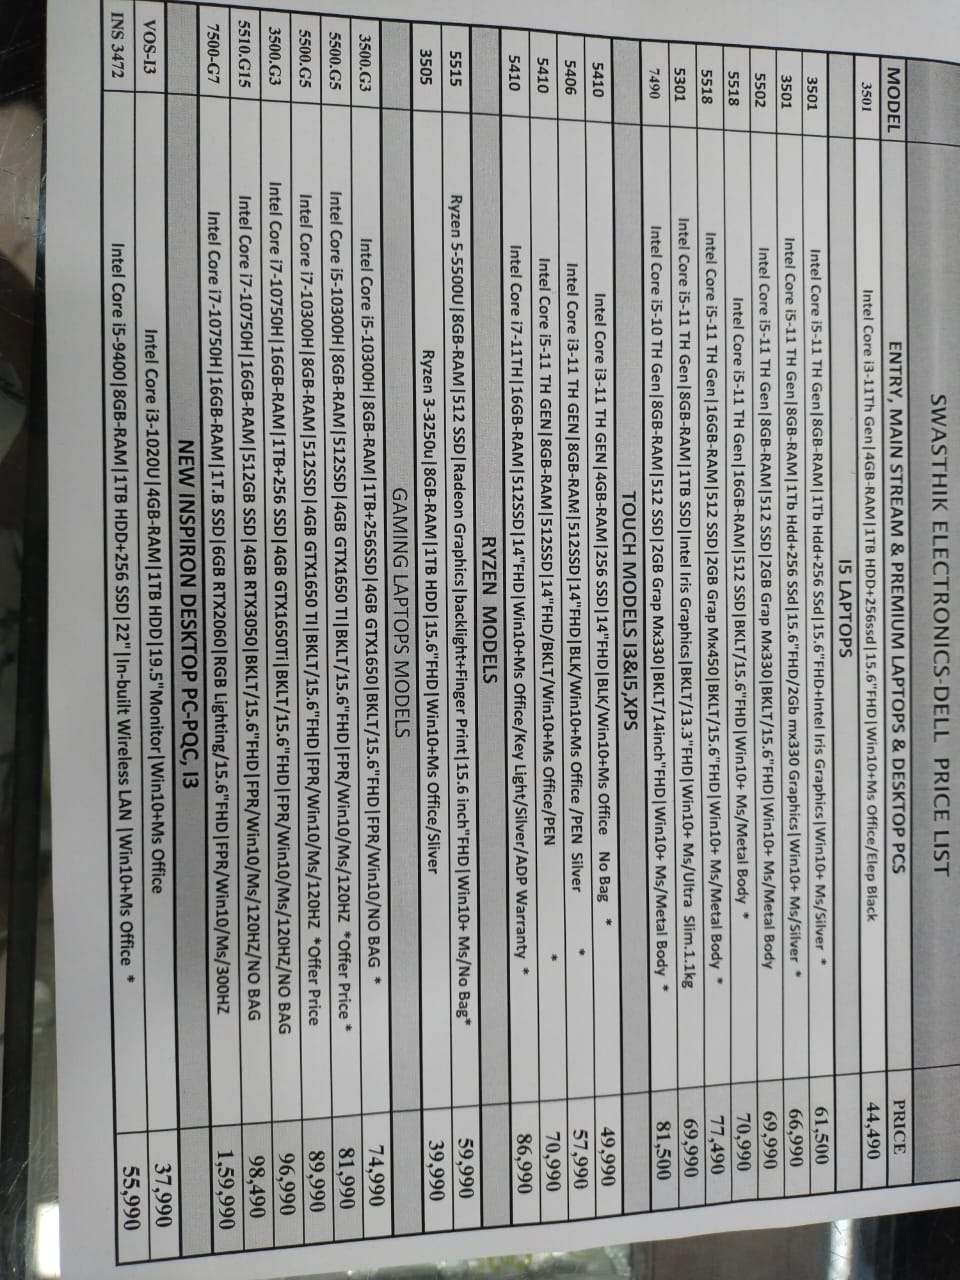 SWASTHIK ELECTRONICS-DELL PRICE LIST
MODEL ENTRY, MAIN STREAM & PREMIUM LAPTOPS & DESKTOP PCS PRICE
3501 Intel Core i3-11Th Gen|4GB-RAM|1TB HDD+256ssd|15.6"FHD|Win10+Ms Office/Elep Black 44,490
I5 LAPTOPS
3501 Intel Core i5-11 TH Gen|8GB-RAM|1Tb Hdd+256 SSd|15.6"FHD+Intel Iris Graphics|Win10+ Ms/Silver * 61,500
3501 Intel Core i5-11 TH Gen|8GB-RAM|1Tb Hdd+256 SSd|15.6"FHD/2Gb mx330 Graphics|Win10+ Ms/Silver * 66,990
5502 Intel Core i5-11 TH Gen|8GB-RAM|512 SSD|2GB Grap Mx330|BKLT/15.6"FHD|Win10+ Ms/Metal Body 69,990
5518 Intel Core i5-11 TH Gen|16GB-RAM|512 SSD|BKLT/15.6"FHD|Win10+ Ms/Metal Body * 70,990
5518 Intel Core i5-11 TH Gen|16GB-RAM|512 SSD|2GB Grap Mx450|BKLT/15.6"FHD|Win10+ Ms/Metal Body * 77,490
5301 Intel Core i5-11 TH Gen|8GB-RAM|1TB SSD|Intel Iris Graphics|BKLT/13.3"FHD|Win10+ Ms/Ultra Slim.1.1kg 69,990
7490 Intel Core i5-10 TH Gen|8GB-RAM|512 SSD|2GB Grap Mx330|BKLT/14inch"FHD|Win10+ Ms/Metal Body * 81,500
TOUCH MODELS I3&I5,XPS
5410 Intel Core i3-11 TH GEN|4GB-RAM|256 SSD|14"FHD|BLK/Win10+Ms Office No Bag * 49,990
5406 Intel Core i3-11 TH GEN|8GB-RAM|512SSD|14"FHD|BLK/Win10+Ms Office /PEN Silver * 57,990
5410 Intel Core i5-11 TH GEN|8GB-RAM|512SSD|14"FHD/BKLT/Win10+Ms Office/PEN * 70,990
5410 Intel Core i7-11TH|16GB-RAM|512SSD|14"FHD|Win10+Ms Office/Key Light/Silver/ADP Warranty * 86,990
RYZEN MODELS
5515 Ryzen 5-5500U|8GB-RAM|512 SSD|Radeon Graphics|backlight+Finger Print|15.6 inch"FHD|Win10+ Ms/No Bag* 59,990
3505 Ryzen 3-3250u|8GB-RAM|1TB HDD|15.6"FHD|Win10+Ms Office/Sliver 39,990
GAMING LAPTOPS MODELS
3500.G3 Intel Core i5-10300H|8GB-RAM|1TB+256SSD|4GB GTX1650|BKLT/15.6"FHD|FPR/Win10/NO BAG * 74,990
5500.G5 Intel Core i5-10300H|8GB-RAM|512SSD|4GB GTX1650 TI|BKLT/15.6"FHD|FPR/Win10/Ms/120HZ *Offer Price * 81,990
5500.G5 Intel Core i7-10300H|8GB-RAM|512SSD|4GB GTX1650 TI|BKLT/15.6"FHD|FPR/Win10/Ms/120HZ *Offer Price 89,990
3500.G3 Intel Core i7-10750H|16GB-RAM|1TB+256 SSD|4GB GTX1650Ti|BKLT/15.6"FHD|FPR/Win10/Ms/120HZ/NO BAG 96,990
5510.G15 Intel Core i7-10750H|16GB-RAM|512GB SSD|4GB RTX3050|BKLT/15.6"FHD|FPR/Win10/Ms/120HZ/NO BAG 98,490
7500-G7 Intel Core i7-10750H|16GB-RAM|1T.B SSD|6GB RTX2060|RGB Lighting/15.6"FHD|FPR/Win10/Ms/300HZ 1,59,990
NEW INSPIRON DESKTOP PC-PQC, I3
VOS-I3 Intel Core i3-1020U|4GB-RAM|1TB HDD|19.5"Monitor|Win10+Ms Office 37,990
INS 3472 Intel Core i5-9400|8GB-RAM|1TB HDD+256 SSD|22"|In-built Wireless LAN |Win10+Ms Office * 55,990